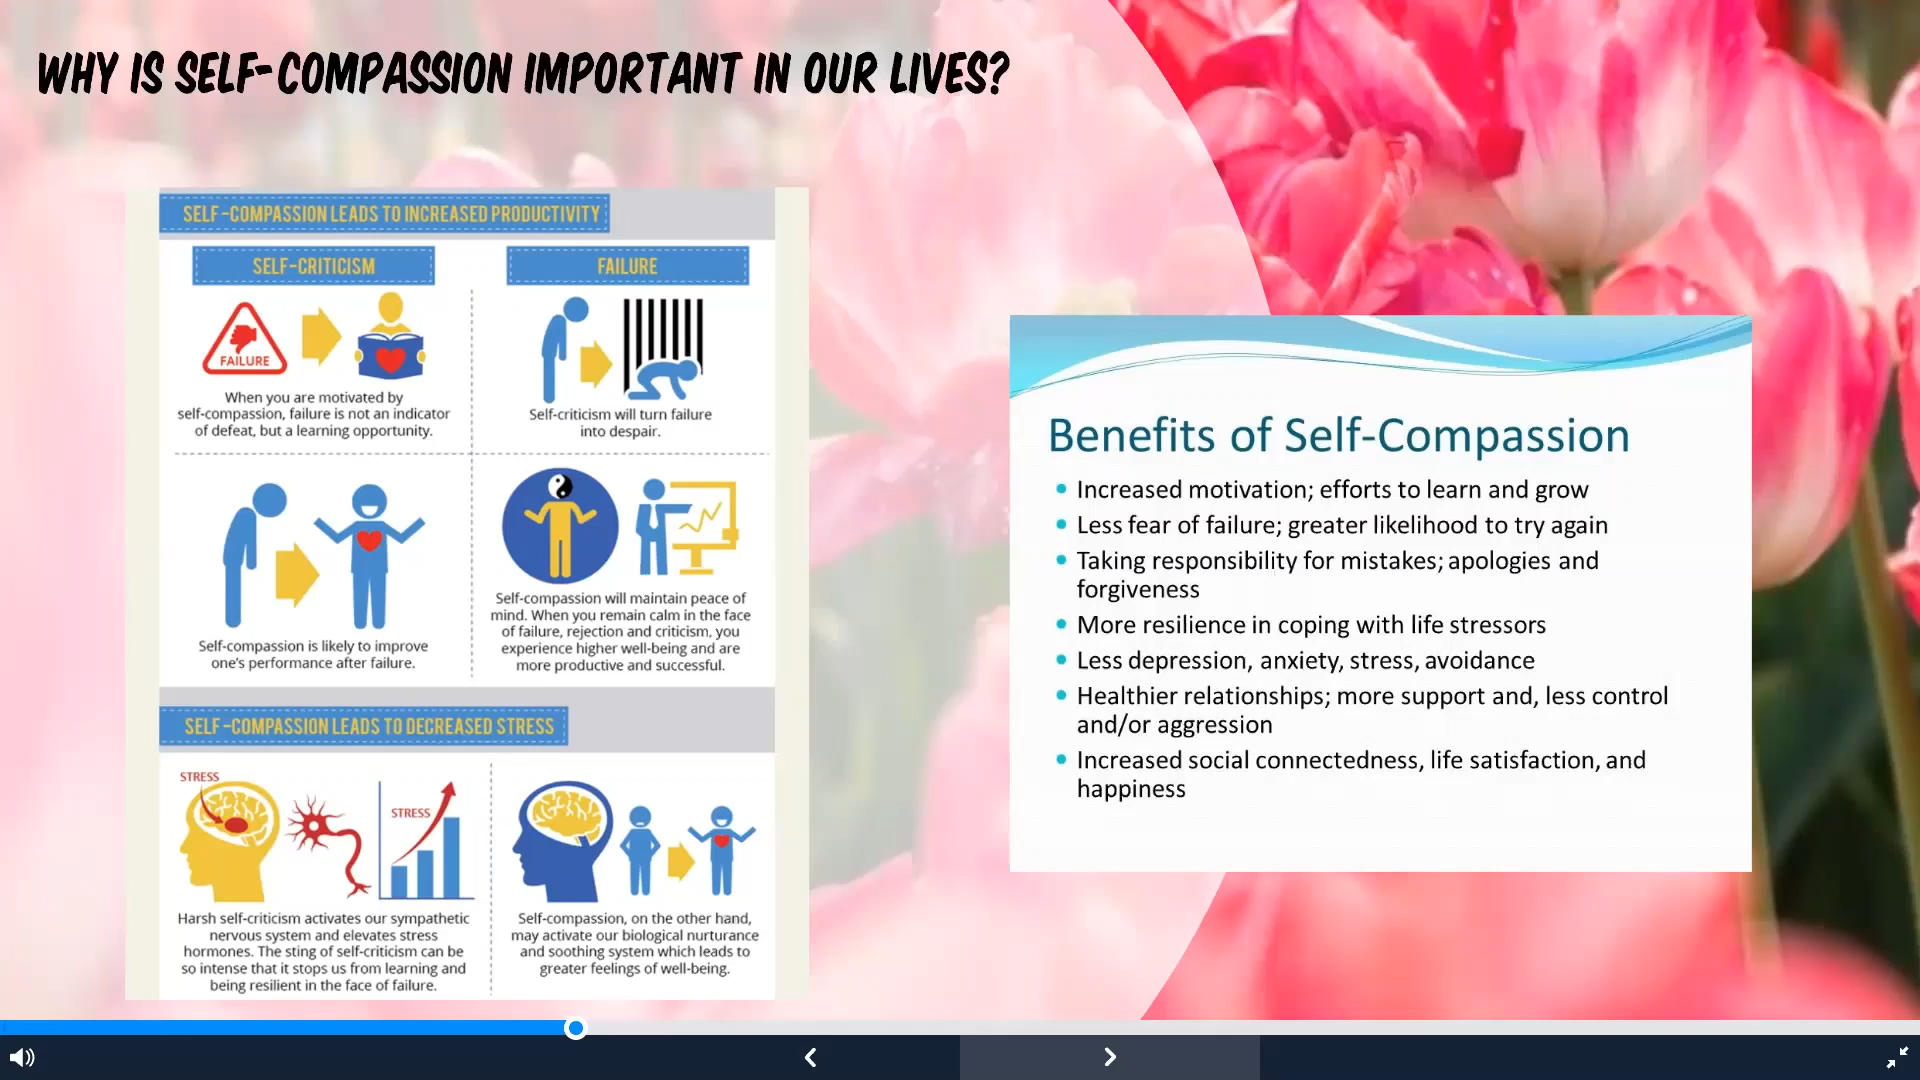 WHY IS SELF-COMPASSION IMPORTANT IN OUR LIVES?
SELF-COMPASSION LEADS TO INCREASED PRODUCTIVITY
SELF-CRITICISM
FAILURE
FAILURE
When you are motivated by
self-compassion, failure is not an indicator
of defeat, but a learning opportunity.
Self-criticism will turn failure
into despair.
Self-compassion is likely to improve
one's performance after failure.
Self-compassion will maintain peace of
mind. When you remain calm in the face
of failure, rejection and criticism, you
experience higher well-being and are
more productive and successful.
SELF-COMPASSION LEADS TO DECREASED STRESS
STRESS
STRESS
Harsh self-criticism activates our sympathetic
nervous system and elevates stress
hormones. The sting of self-criticism can be
so intense that it stops us from learning and
being resilient in the face of failure.
Self-compassion, on the other hand,
may activate our biological nurturance
and soothing system which leads to
greater feelings of well-being.
Benefits of Self-Compassion
• Increased motivation; efforts to learn and grow
• Less fear of failure; greater likelihood to try again
• Taking responsibility for mistakes; apologies and
forgiveness
• More resilience in coping with life stressors
• Less depression, anxiety, stress, avoidance
• Healthier relationships; more support and, less control
and/or aggression
• Increased social connectedness, life satisfaction, and
happiness